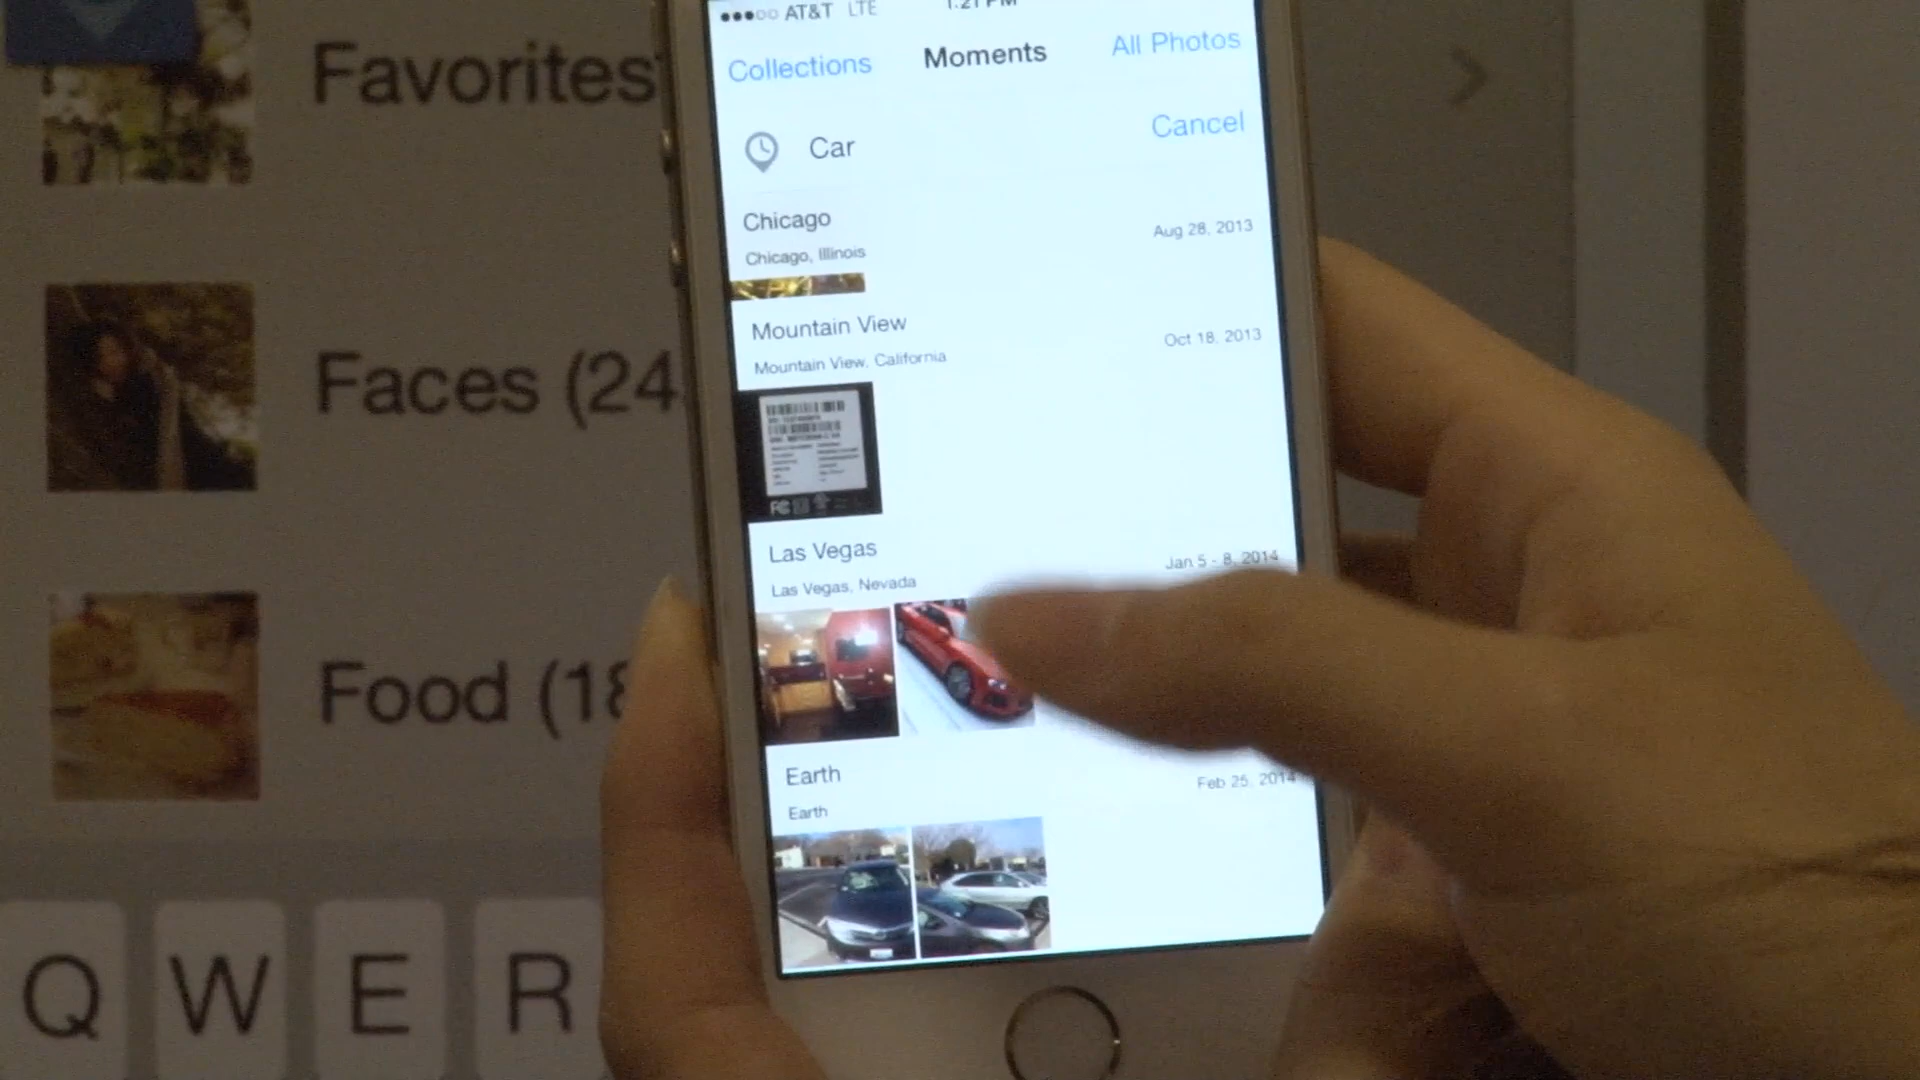 AT&T LTE 1:21 PM
Collections Moments All Photos
Car Cancel
Chicago
Chicago, Illinois Aug 28, 2013
Mountain View
Mountain View, California Oct 18, 2013
FC
Las Vegas
Las Vegas, Nevada Jan 5 - 8, 2014
Earth
Earth Feb 25, 2014
Favorites
Faces (24
Food (18
Q W E R